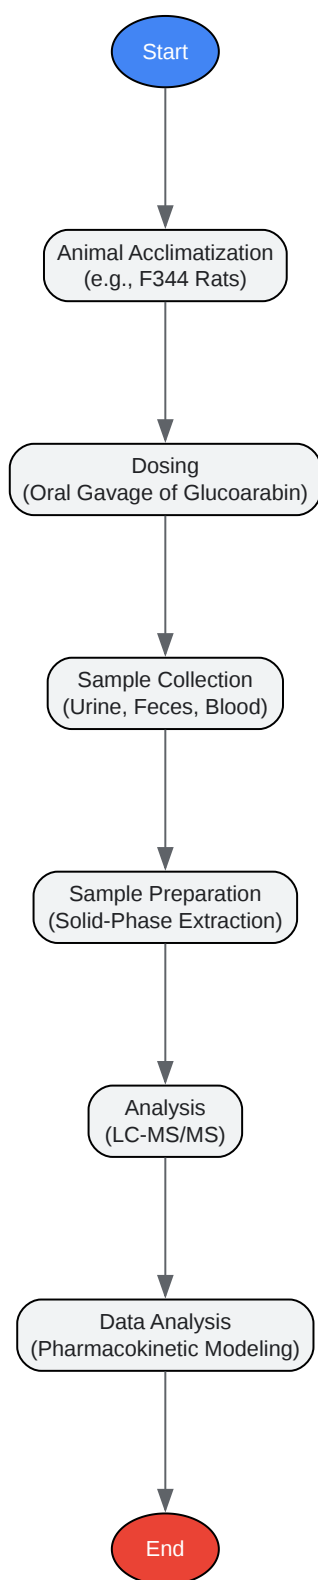 Start
Animal Acclimatization
(e.g., F344 Rats)
Dosing
(Oral Gavage of Glucoarabin)
Sample Collection
(Urine, Feces, Blood)
Sample Preparation
(Solid-Phase Extraction)
Analysis
(LC-MS/MS)
Data Analysis
(Pharmacokinetic Modeling)
End